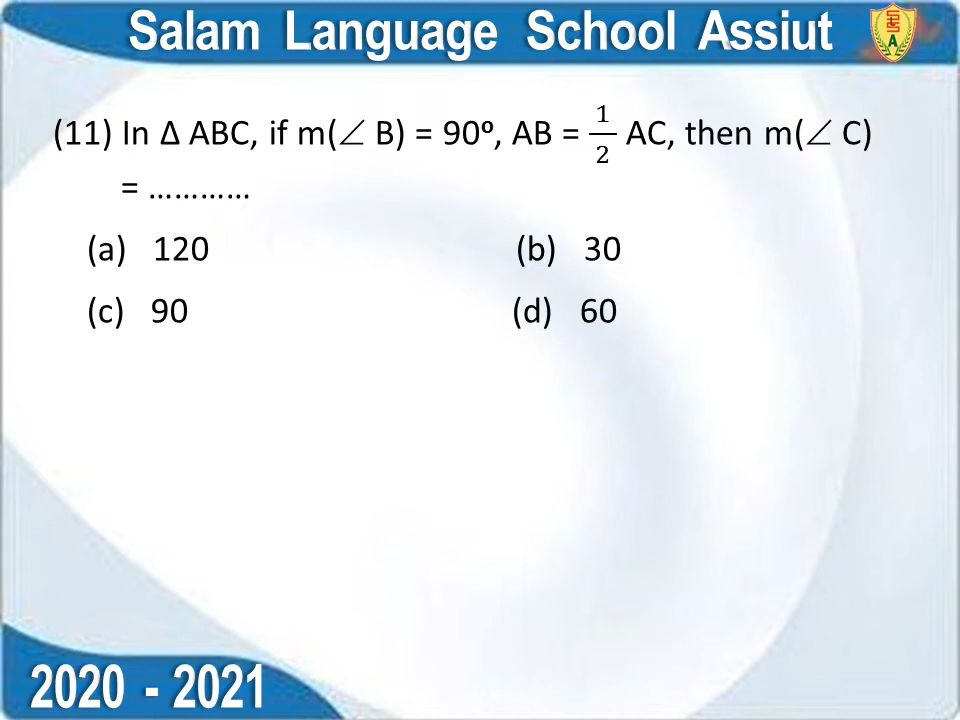 Salam Language School Assiut
(11) In Δ ABC, if m(∠ B) = 90º, AB = 1/2 AC, then m(∠ C)
= …………
(a) 120 (b) 30
(c) 90 (d) 60
2020 - 2021